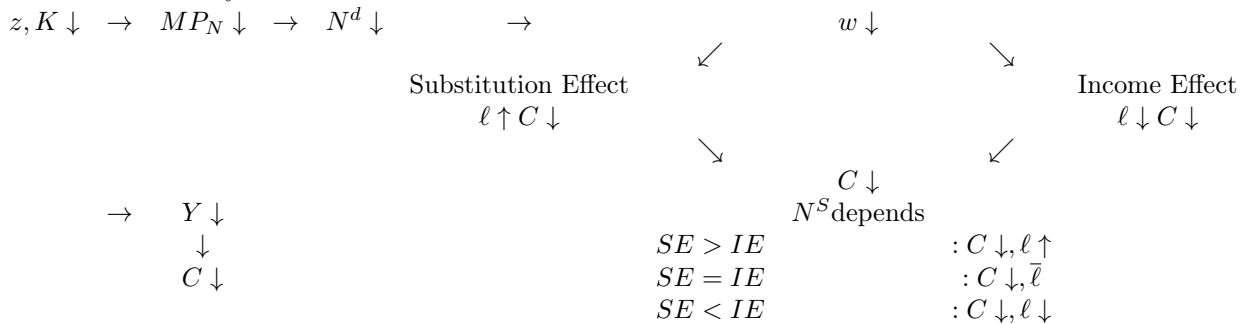 z, K ↓ → MP_N ↓ → N^d ↓ → w ↓
↙ ↘
Substitution Effect Income Effect
ℓ ↑ C ↓ ℓ ↓ C ↓
↘ ↙
C ↓
→ Y ↓ N^S depends
↓ SE > IE : C ↓, ℓ ↑
C ↓ SE = IE : C ↓, ℓ̅
SE < IE : C ↓, ℓ ↓